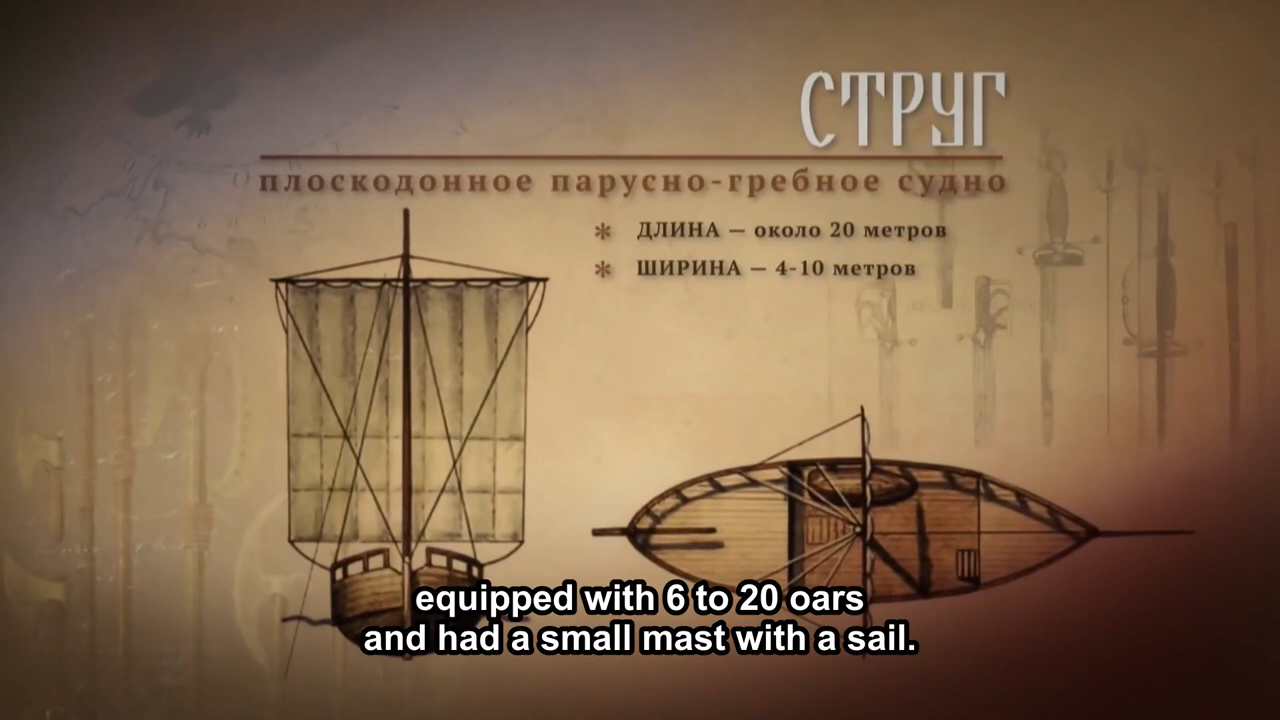 СТРУГ
плоскодонное парусно-гребное судно
* ДЛИНА — около 20 метров
* ШИРИНА — 4-10 метров
equipped with 6 to 20 oars
and had a small mast with a sail.